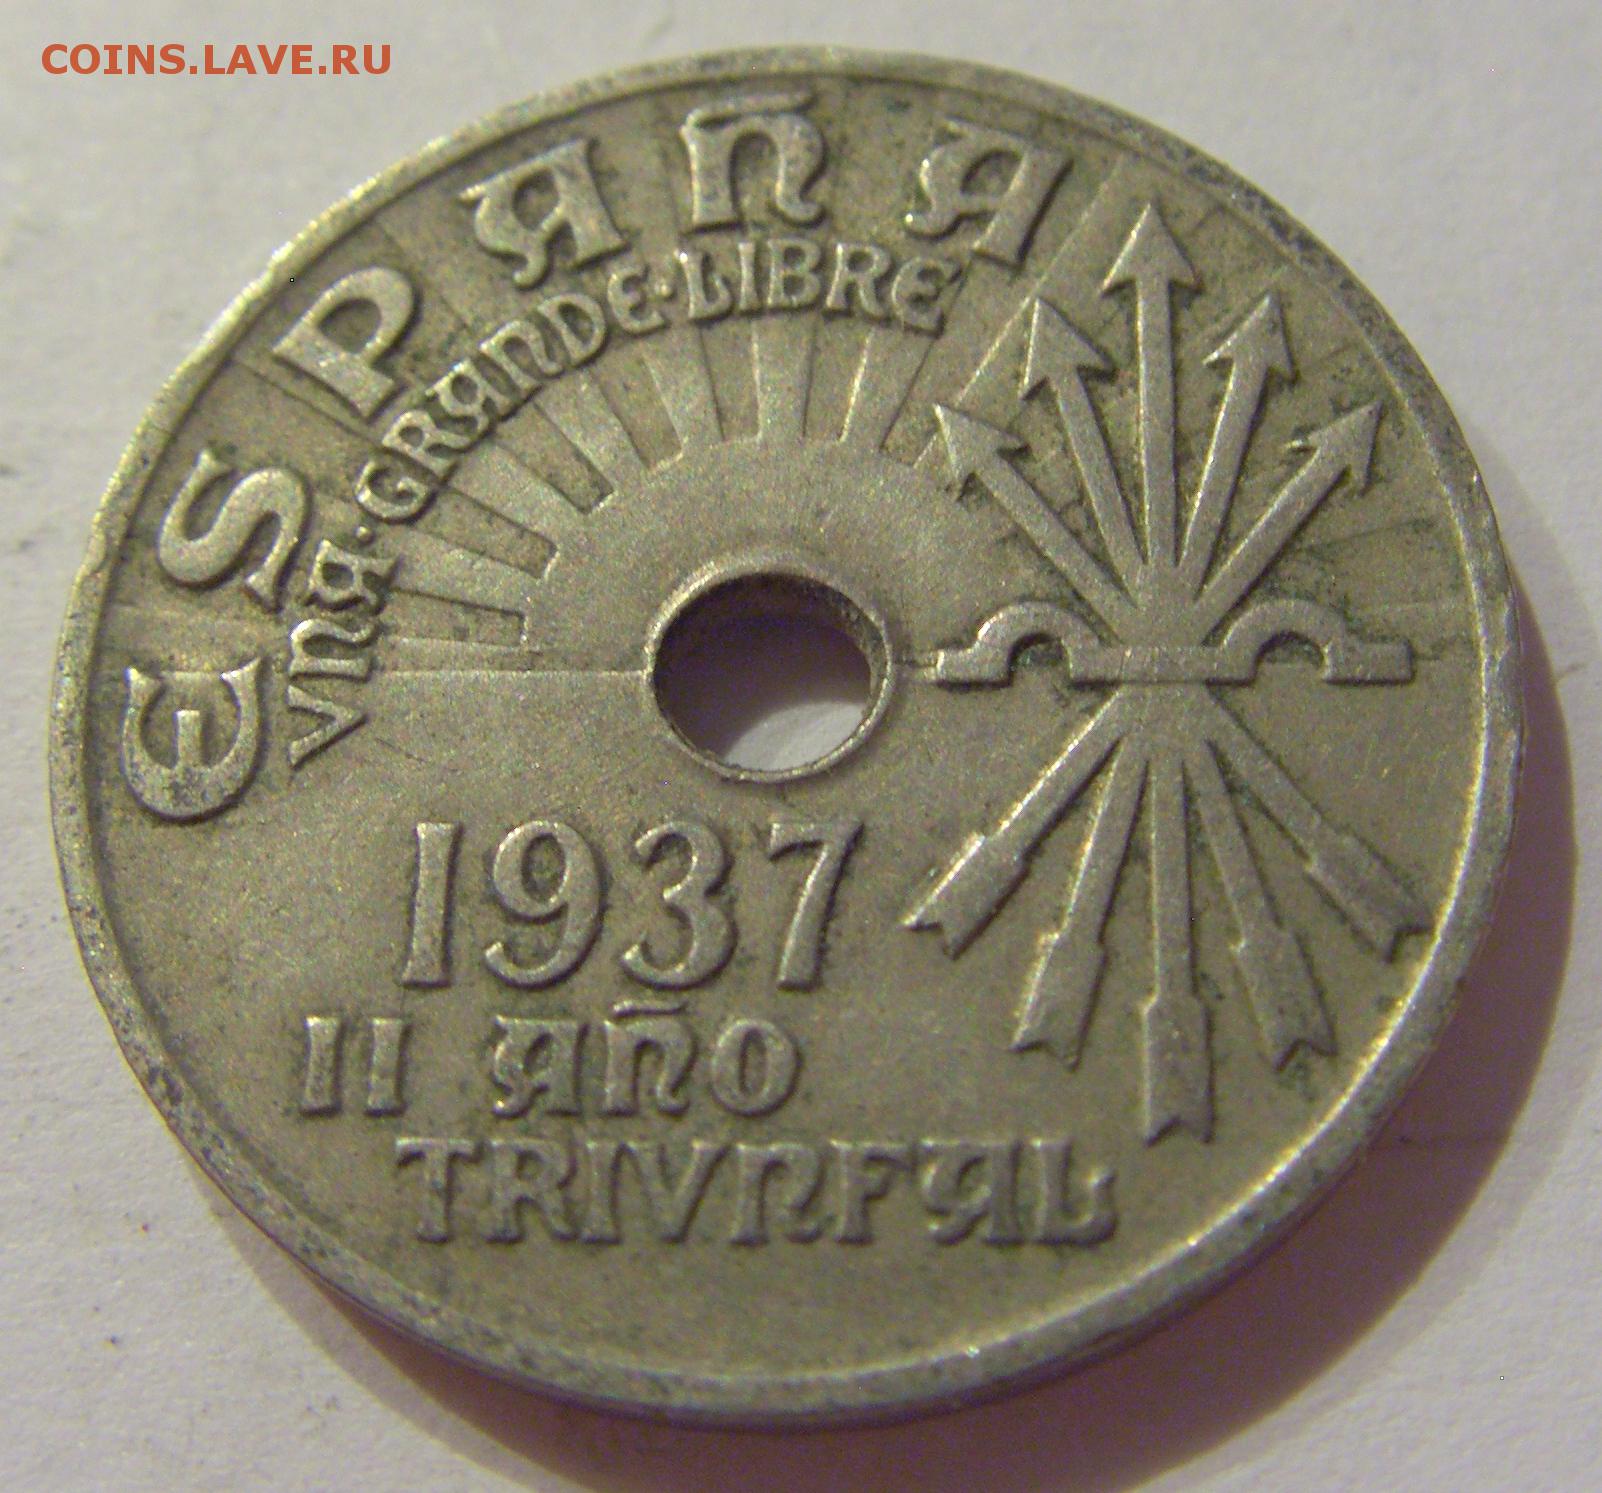 COINS.LAVE.RU
ESPAÑA
VNA·GRANDE·LIBRE
1937
II AÑO
TRIVNFAL